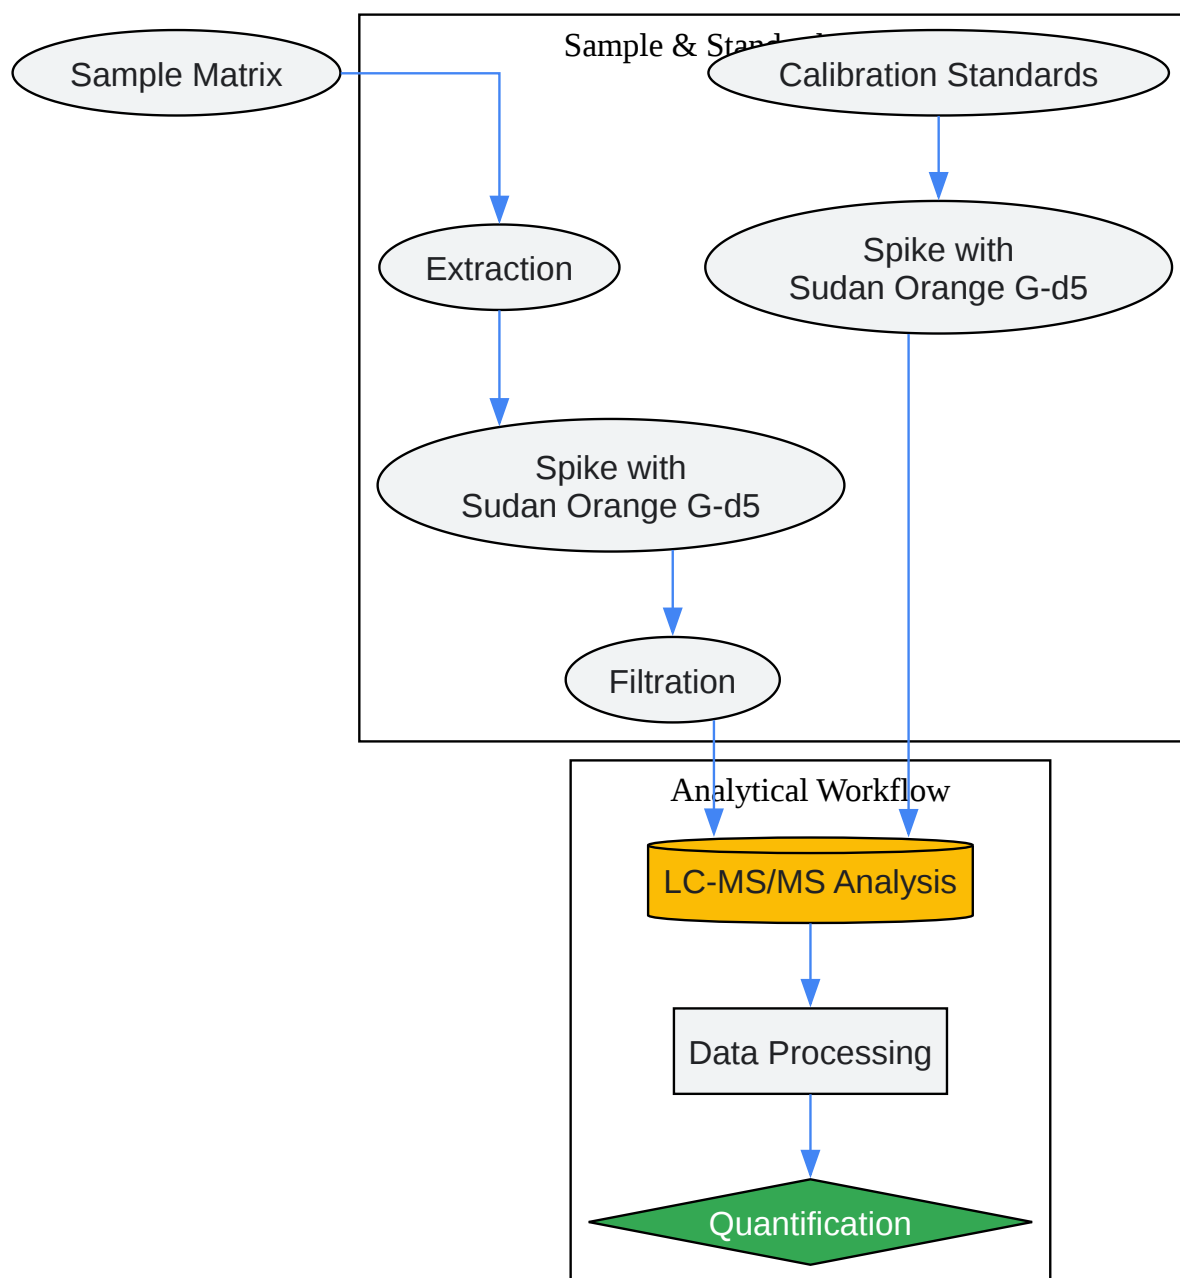 Sample & Standard
Sample Matrix
Calibration Standards
Extraction
Spike with
Sudan Orange G-d5
Spike with
Sudan Orange G-d5
Filtration
Analytical Workflow
LC-MS/MS Analysis
Data Processing
Quantification